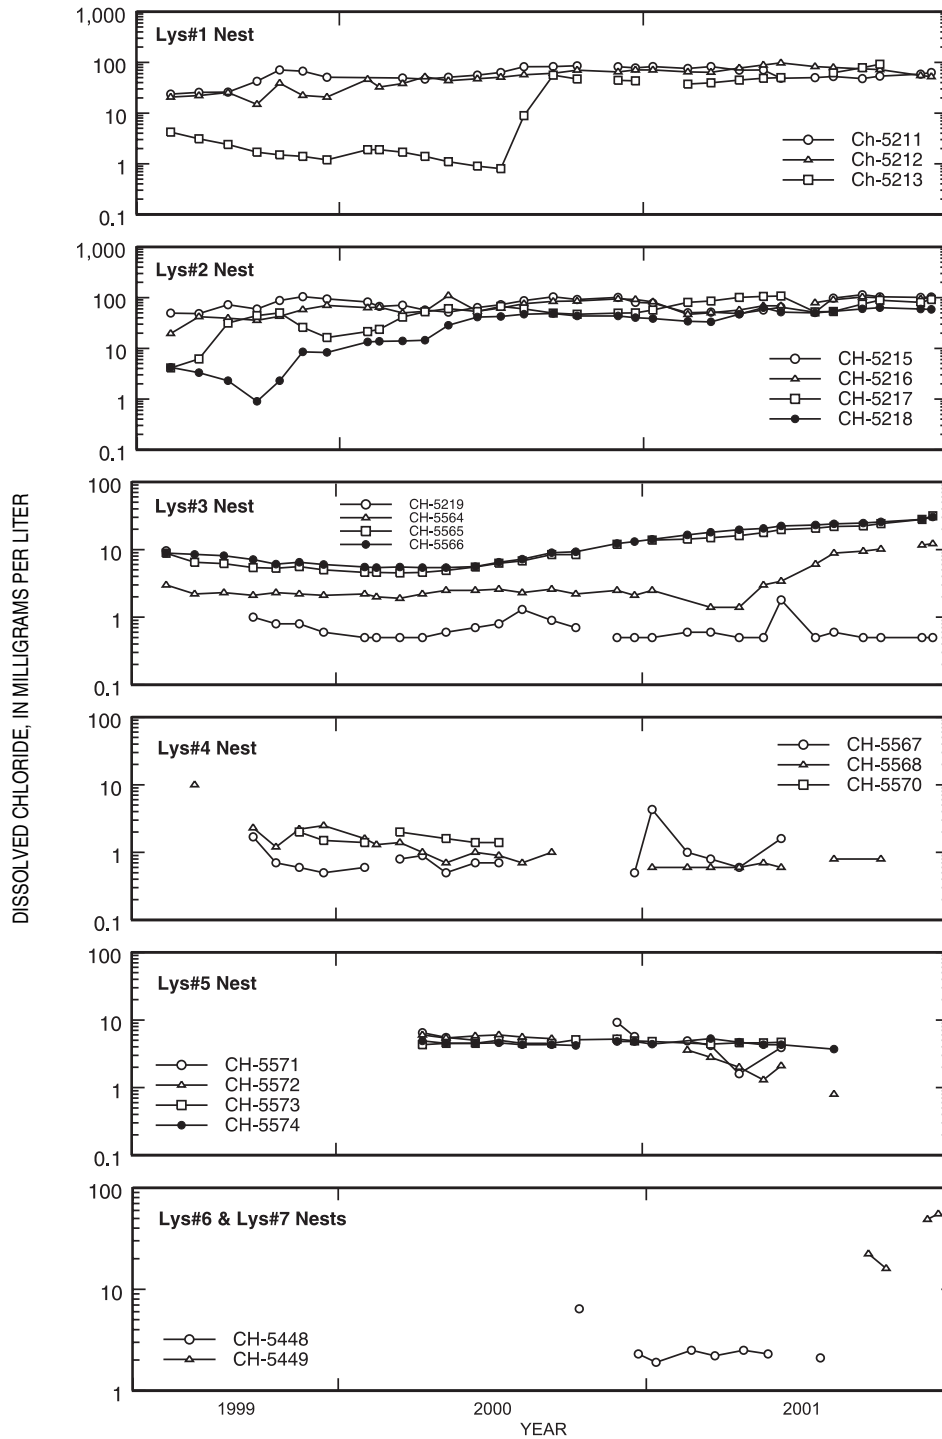 DISSOLVED CHLORIDE, IN MILLIGRAMS PER LITER
1,000
100
10
1
0.1
Lys#1 Nest
Ch-5211
Ch-5212
Ch-5213
1,000
100
10
1
0.1
Lys#2 Nest
CH-5215
CH-5216
CH-5217
CH-5218
100
10
1
0.1
Lys#3 Nest
CH-5219
CH-5564
CH-5565
CH-5566
100
10
1
0.1
Lys#4 Nest
CH-5567
CH-5568
CH-5570
100
10
1
0.1
Lys#5 Nest
CH-5571
CH-5572
CH-5573
CH-5574
100
10
1
Lys#6 & Lys#7 Nests
CH-5448
CH-5449
1999
2000
2001
YEAR